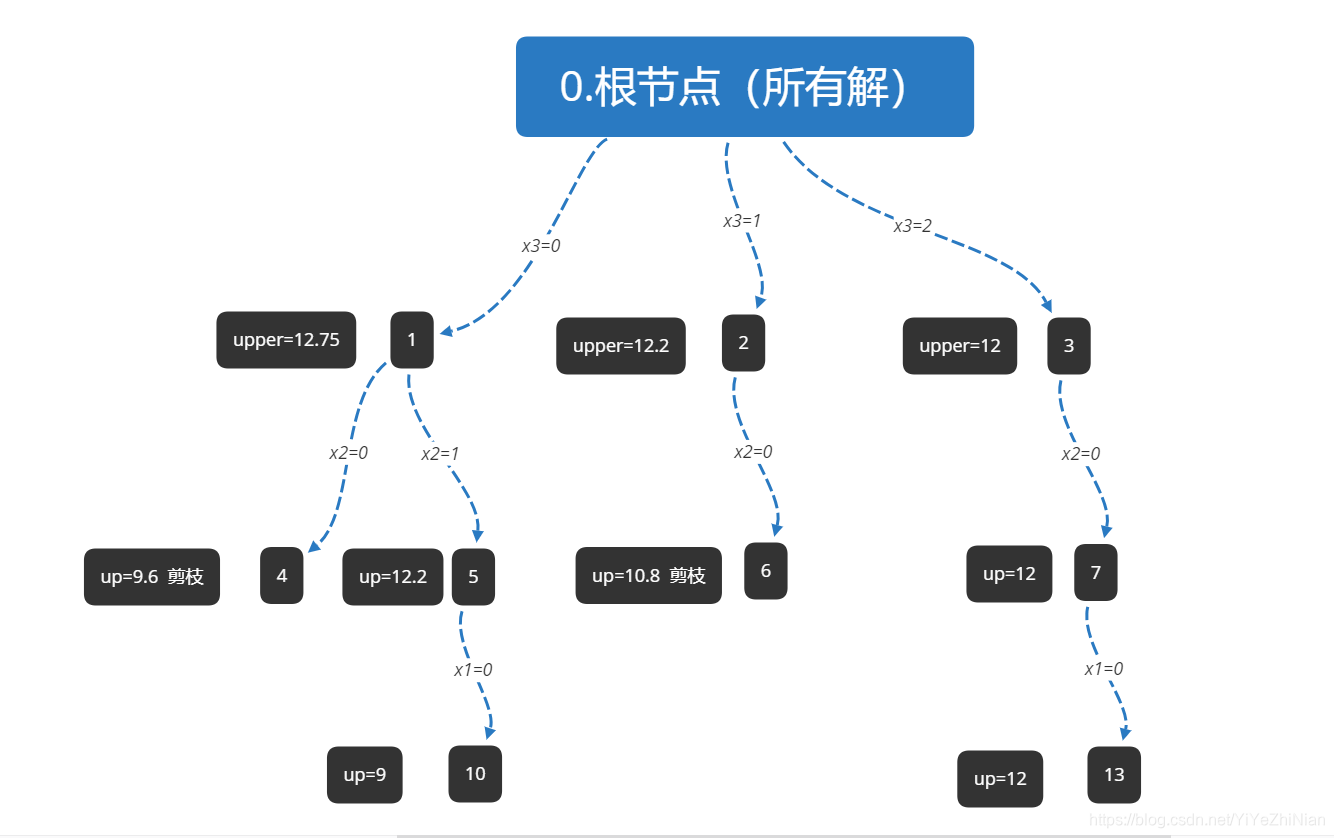 0.根节点（所有解）
x3=0
x3=1
x3=2
upper=12.75
1
upper=12.2
2
upper=12
3
x2=0
x2=1
x2=0
x2=0
up=9.6 剪枝
4
up=12.2
5
up=10.8 剪枝
6
up=12
7
x1=0
x1=0
up=9
10
up=12
13
https://blog.csdn.net/YiYeZhiNian